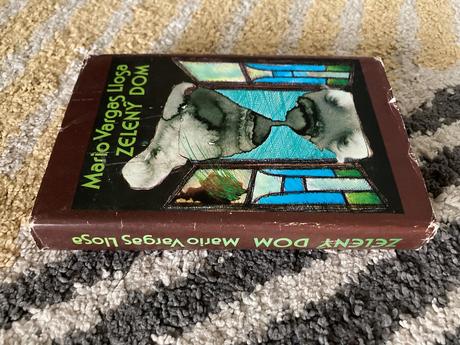 Mario Vargas Llosa
ZELENÝ DOM
ZELENÝ DOM Mario Vargas Llosa